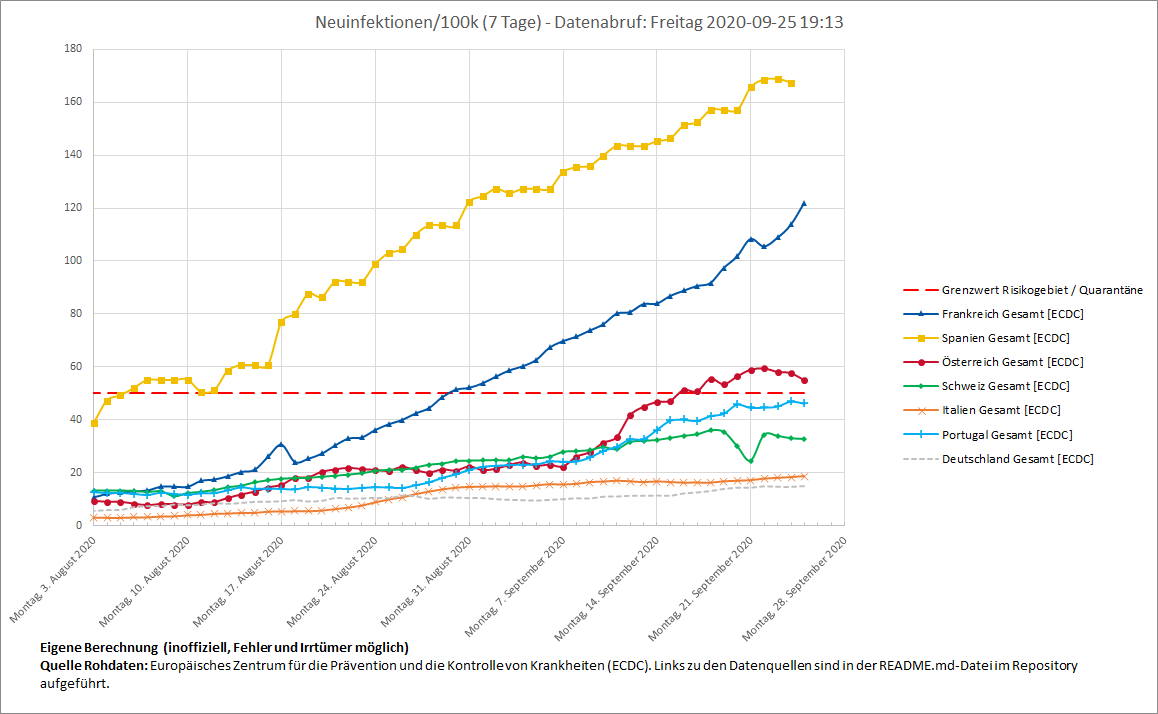 Neuinfektionen/100k (7 Tage) - Datenabruf: Freitag 2020-09-25 19:13
180
160
140
120
100
80
60
40
20
0
Montag, 3. August 2020
Montag, 10. August 2020
Montag, 17. August 2020
Montag, 24. August 2020
Montag, 31. August 2020
Montag, 7. September 2020
Montag, 14. September 2020
Montag, 21. September 2020
Montag, 28. September 2020
Grenzwert Risikogebiet / Quarantäne
Frankreich Gesamt [ECDC]
Spanien Gesamt [ECDC]
Österreich Gesamt [ECDC]
Schweiz Gesamt [ECDC]
Italien Gesamt [ECDC]
Portugal Gesamt [ECDC]
Deutschland Gesamt [ECDC]
Eigene Berechnung (inoffiziell, Fehler und Irrtümer möglich)
Quelle Rohdaten: Europäisches Zentrum für die Prävention und die Kontrolle von Krankheiten (ECDC). Links zu den Datenquellen sind in der README.md-Datei im Repository
aufgeführt.